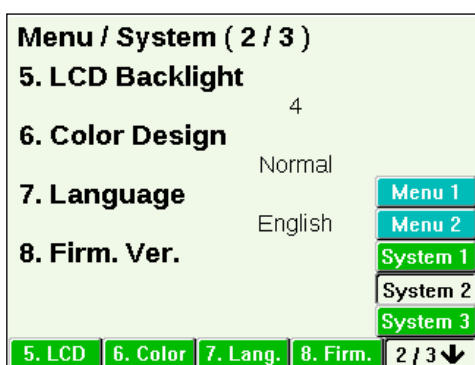 Menu / System ( 2 / 3 )
5. LCD Backlight
4
6. Color Design
Normal
7. Language
English
8. Firm. Ver.
Menu 1
Menu 2
System 1
System 2
System 3
5. LCD 6. Color 7. Lang. 8. Firm. 2 / 3 ↓